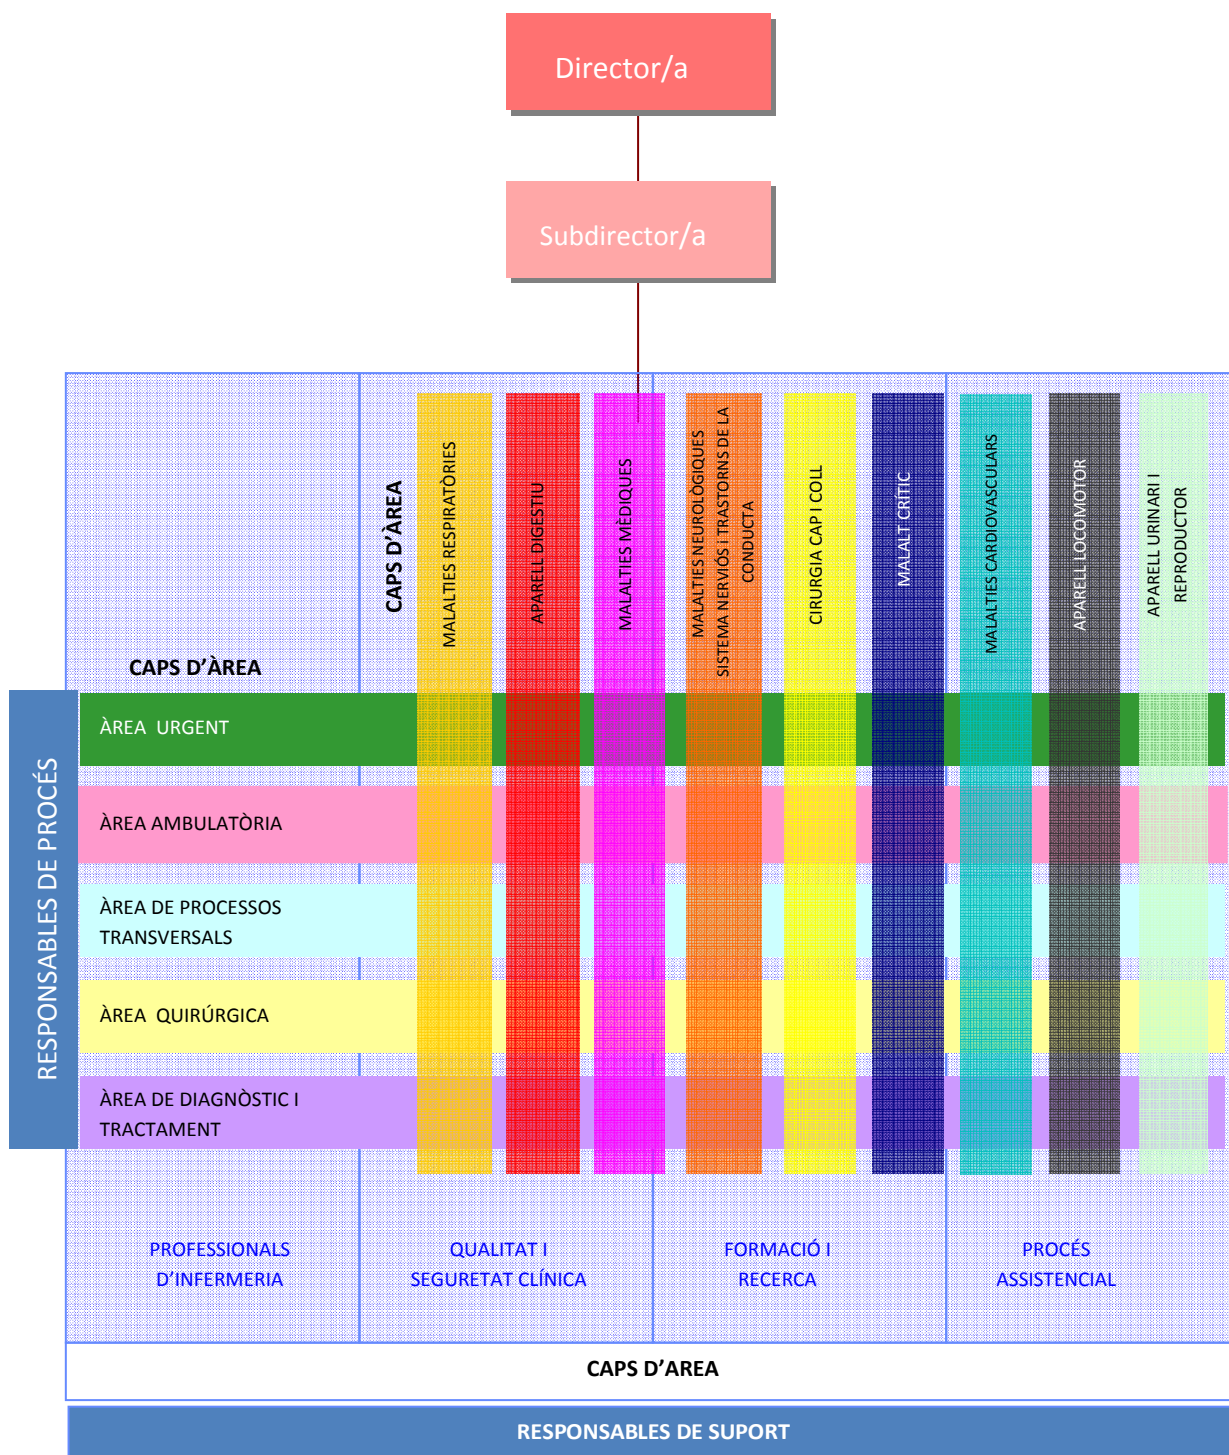 Director/a
Subdirector/a
CAPS D'ÀREA
MALALTIES RESPIRATÒRIES
APARELL DIGESTIU
MALALTIES MÈDIQUES
MALALTIES NEUROLÒGIQUES
SISTEMA NERVIÓS I TRASTORNS DE LA
CONDUCTA
CIRURGIA CAP I COLL
MALALT CRÍTIC
MALALTIES CARDIOVASCULARS
APARELL LOCOMOTOR
APARELL URINARI I
REPRODUCTOR
CAPS D'ÀREA
RESPONSABLES DE PROCÉS
ÀREA  URGENT
ÀREA AMBULATÒRIA
ÀREA DE PROCESSOS
TRANSVERSALS
ÀREA  QUIRÚRGICA
ÀREA DE DIAGNÒSTIC I
TRACTAMENT
PROFESSIONALS
D'INFERMERIA
QUALITAT I
SEGURETAT CLÍNICA
FORMACIÓ I
RECERCA
PROCÉS
ASSISTENCIAL
CAPS D'AREA
RESPONSABLES DE SUPORT